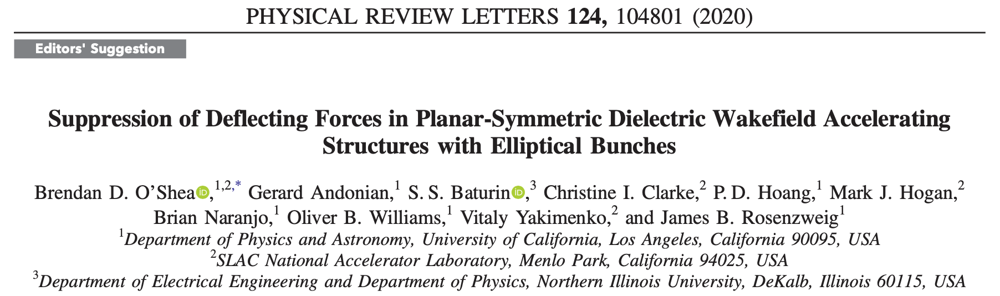 PHYSICAL REVIEW LETTERS 124, 104801 (2020)
Editors' Suggestion
Suppression of Deflecting Forces in Planar-Symmetric Dielectric Wakefield Accelerating
Structures with Elliptical Bunches
Brendan D. O'Shea iD,1,2,* Gerard Andonian,1 S. S. Baturin iD,3 Christine I. Clarke,2 P. D. Hoang,1 Mark J. Hogan,2
Brian Naranjo,1 Oliver B. Williams,1 Vitaly Yakimenko,2 and James B. Rosenzweig1
1Department of Physics and Astronomy, University of California, Los Angeles, California 90095, USA
2SLAC National Accelerator Laboratory, Menlo Park, California 94025, USA
3Department of Electrical Engineering and Department of Physics, Northern Illinois University, DeKalb, Illinois 60115, USA